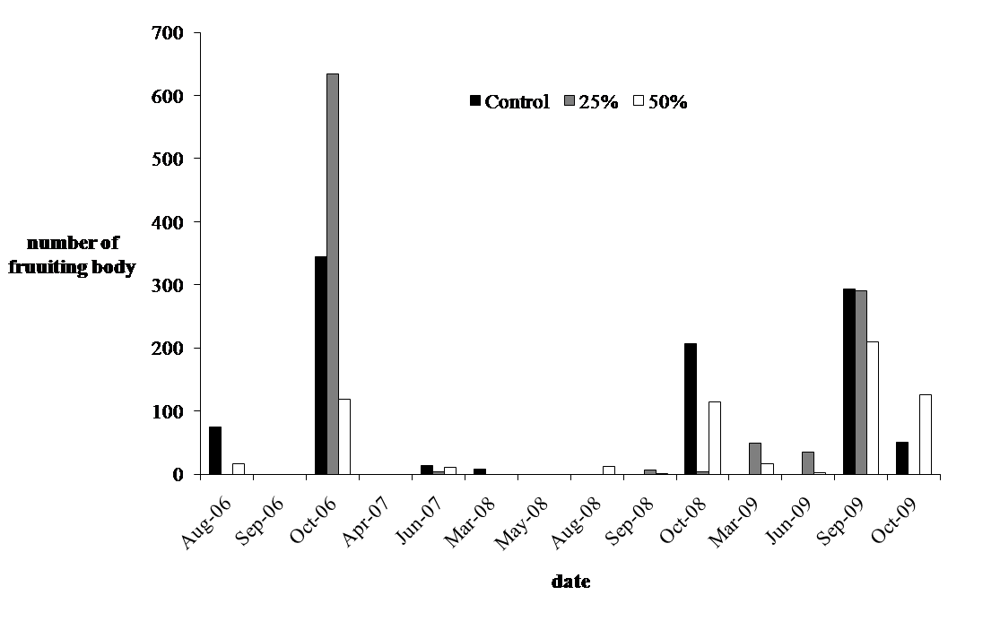 700
600
500
400
300
200
100
0
number of
fruuiting body
Control 25% 50%
Aug-06 Sep-06 Oct-06 Apr-07 Jun-07 Mar-08 May-08 Aug-08 Sep-08 Oct-08 Mar-09 Jun-09 Sep-09 Oct-09
date